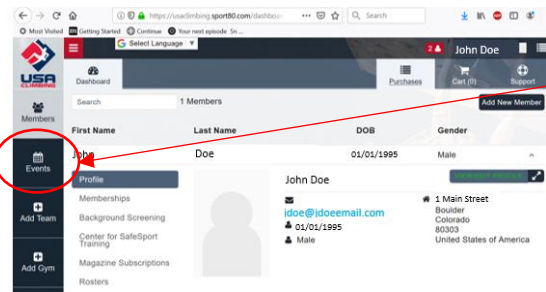 https://usaclimbing.sport80.com/dashboar
Search
Most Visited Getting Started Continue Your next episode Sn...
Select Language ▼
USA CLIMBING
2 John Doe
Dashboard Purchases Cart (0) Support
Members
Search 1 Members Add New Member
First Name Last Name DOB Gender
John Doe 01/01/1995 Male
Events
Profile
John Doe
Memberships
1 Main Street
jdoe@jdoeemail.com
Boulder
Background Screening
Colorado
01/01/1995
80303
Add Team
Center for SafeSport Training
Male
United States of America
Magazine Subscriptions
Rosters
Add Gym